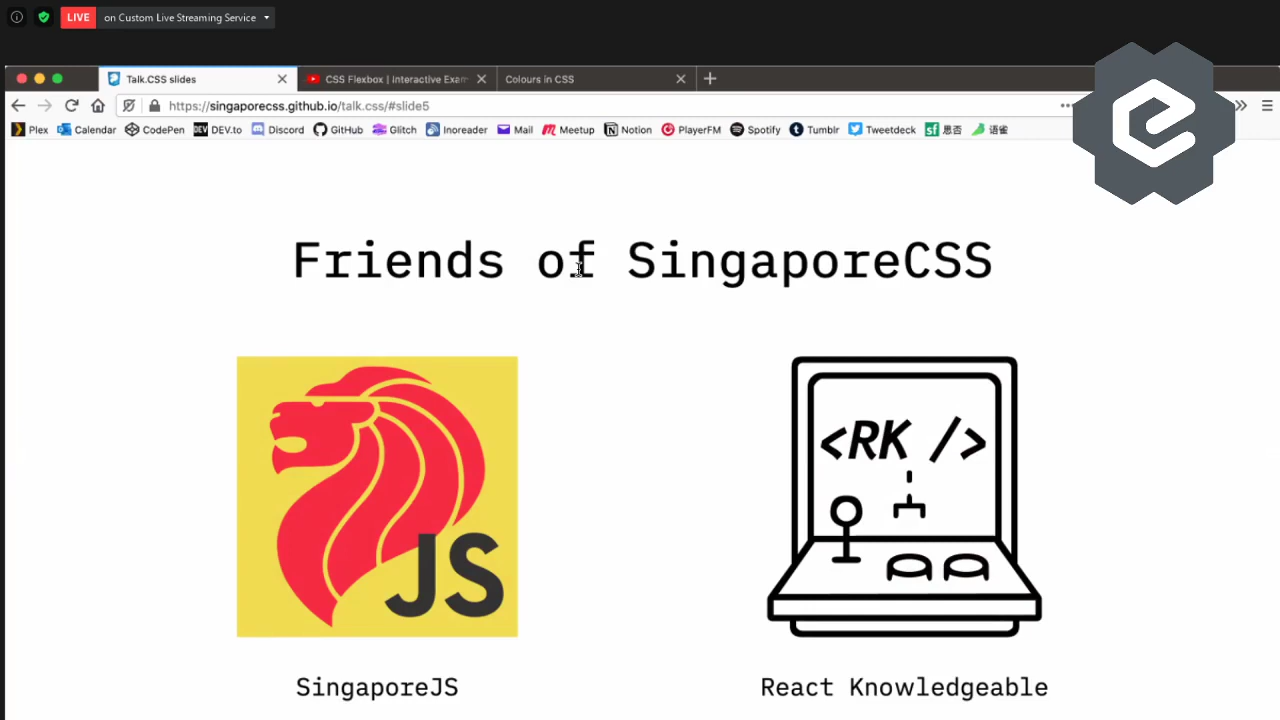 LIVE on Custom Live Streaming Service
Talk.CSS slides
CSS Flexbox | Interactive Exam
Colours in CSS
https://singaporecss.github.io/talk.css/#slide5
Plex Calendar CodePen DEV DEV.to Discord GitHub Glitch Inoreader Mail Meetup Notion PlayerFM Spotify Tumblr Tweetdeck sf 思否 语雀
Friends of SingaporeCSS
JS
<RK />
SingaporeJS
React Knowledgeable